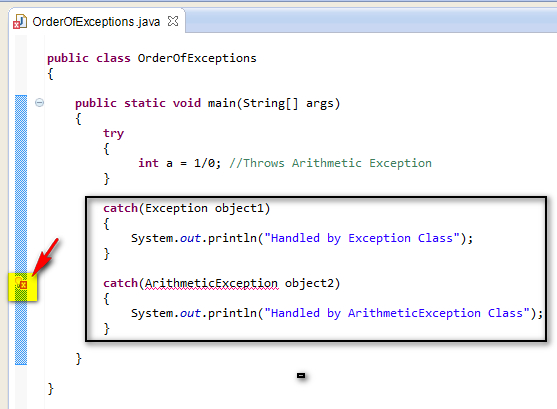 OrderOfExceptions.java
public class OrderOfExceptions
{
public static void main(String[] args)
{
try
{
int a = 1/0; //Throws Arithmetic Exception
}
catch(Exception object1)
{
System.out.println("Handled by Exception Class");
}
catch(ArithmeticException object2)
{
System.out.println("Handled by ArithmeticException Class");
}
}
}